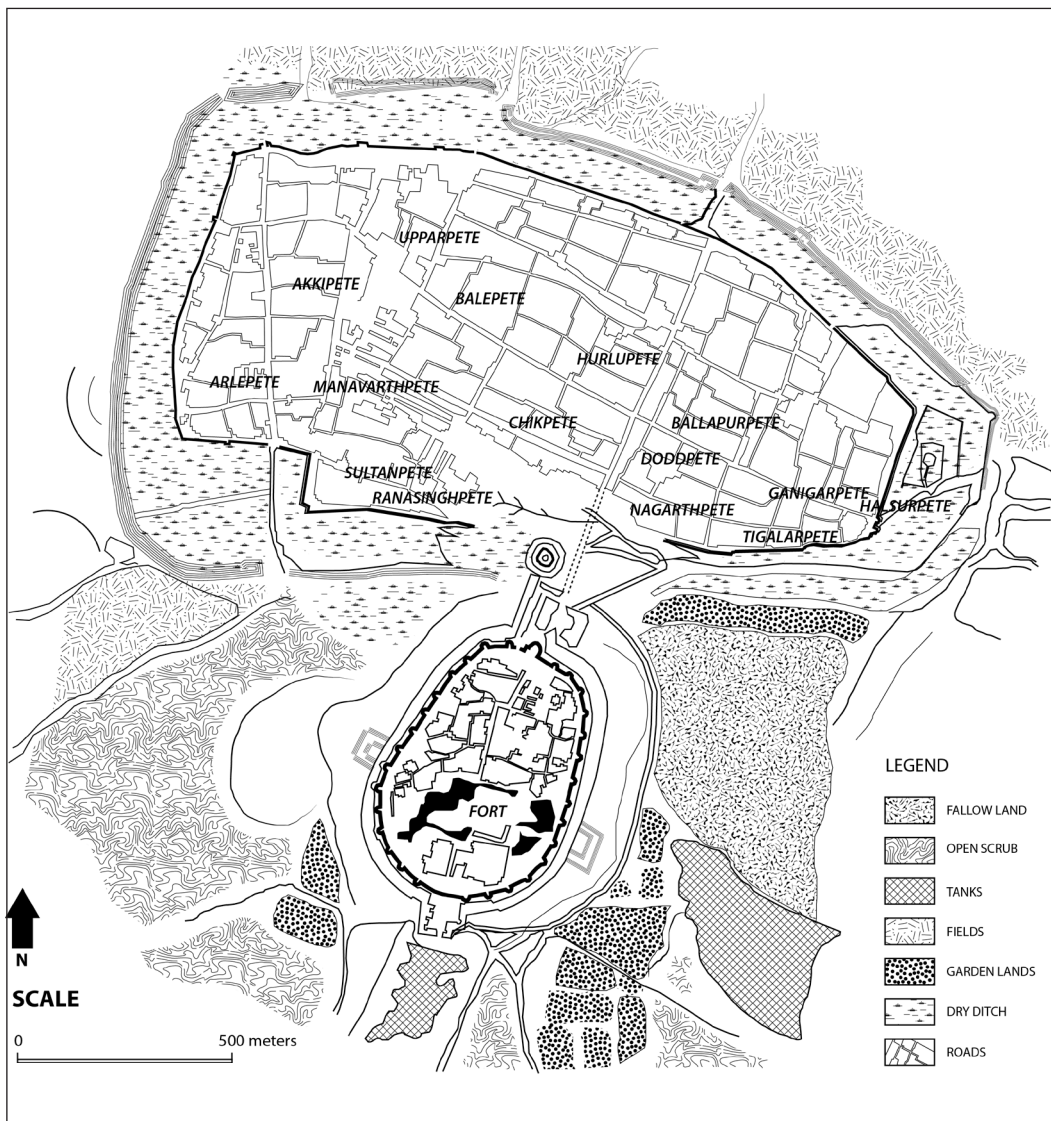 UPPARPETE
AKKIPETE
BALEPETE
HURLUPETE
ARLEPETE
MANAVARTHPETE
CHIKPETE
BALLAPURPETE
DODDPETE
SULTANPETE
RANASINGHPETE
GANIGARPETE
HALSURPETE
NAGARTHPETE
TIGALARPETE
FORT
LEGEND
FALLOW LAND
OPEN SCRUB
TANKS
FIELDS
GARDEN LANDS
DRY DITCH
ROADS
N
SCALE
0 500 meters